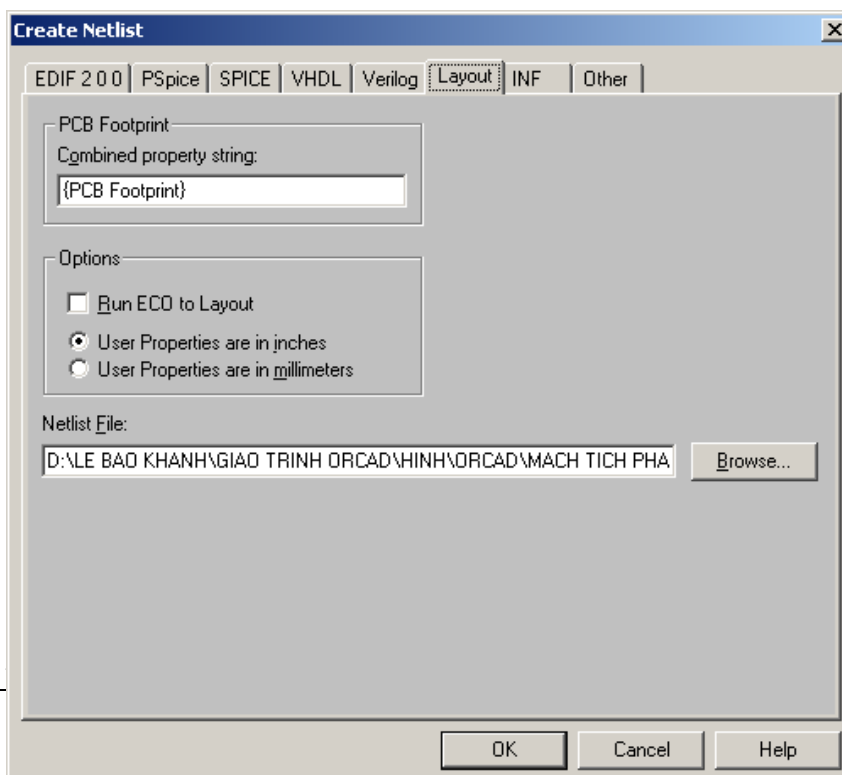 Create Netlist
EDIF 2 0 0 PSpice SPICE VHDL Verilog Layout INF Other
PCB Footprint
Combined property string:
{PCB Footprint}
Options
Run ECO to Layout
User Properties are in inches
User Properties are in millimeters
Netlist File:
D:\LE BAO KHANH\GIAO TRINH ORCAD\HINH\ORCAD\MACH TICH PHA
Browse...
OK Cancel Help